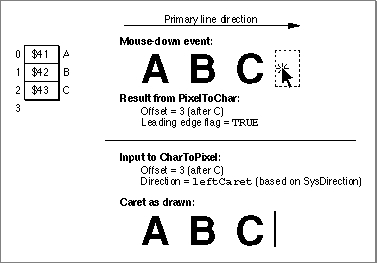 Primary line direction
Mouse-down event:
0 $41 A
1 $42 B
2 $43 C
3
A B C
Result from PixelToChar:
Offset = 3 (after C)
Leading edge flag = TRUE
Input to CharToPixel:
Offset = 3 (after C)
Direction = leftCaret (based on SysDirection)
Caret as drawn:
A B C